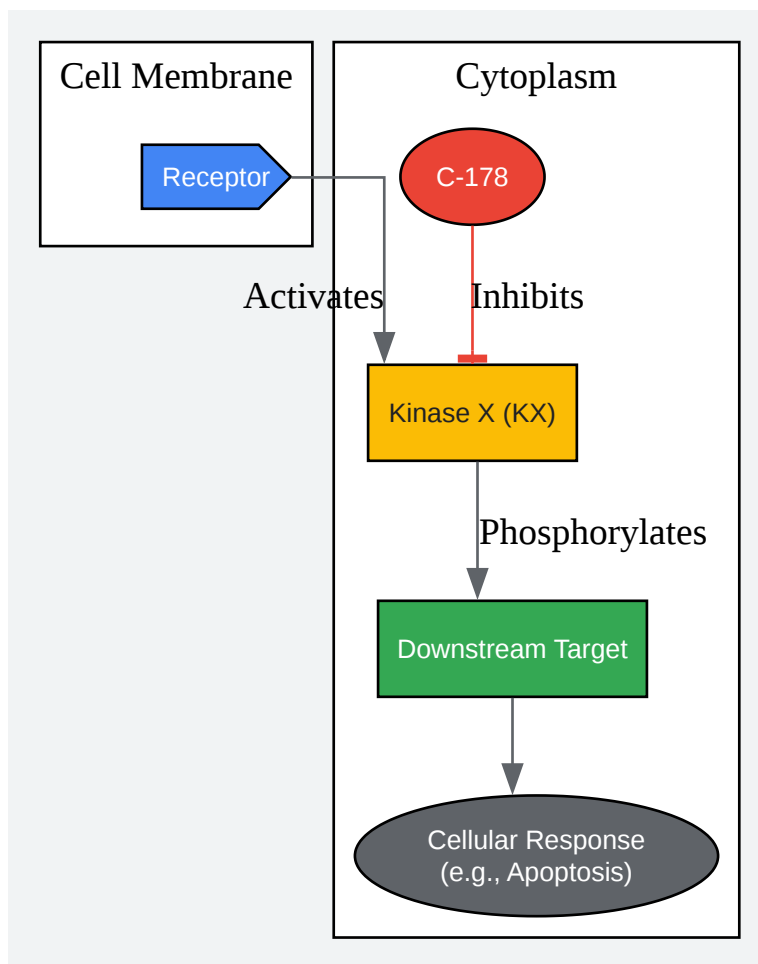 Cell Membrane
Cytoplasm
Receptor
C-178
Activates
Inhibits
Kinase X (KX)
Phosphorylates
Downstream Target
Cellular Response
(e.g., Apoptosis)